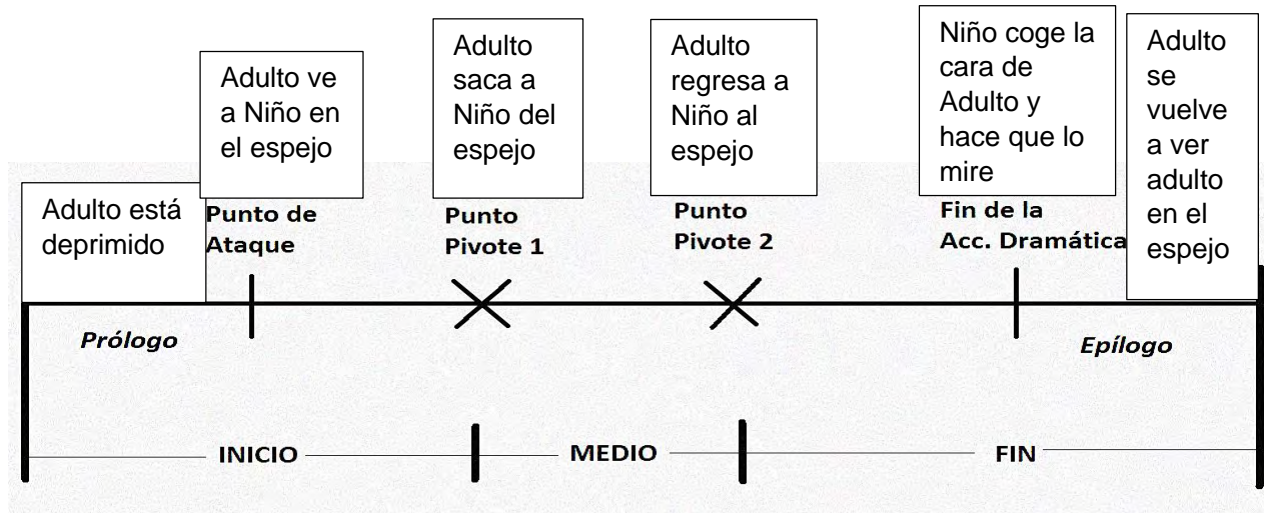 Adulto está
deprimido
Adulto ve
a Niño en
el espejo
Punto de
Ataque
Adulto
saca a
Niño del
espejo
Punto
Pivote 1
Adulto
regresa a
Niño al
espejo
Punto
Pivote 2
Niño coge la
cara de
Adulto y
hace que lo
mire
Fin de la
Acc. Dramática
Adulto
se
vuelve
a ver
adulto
en el
espejo
Prólogo
Epílogo
INICIO
MEDIO
FIN